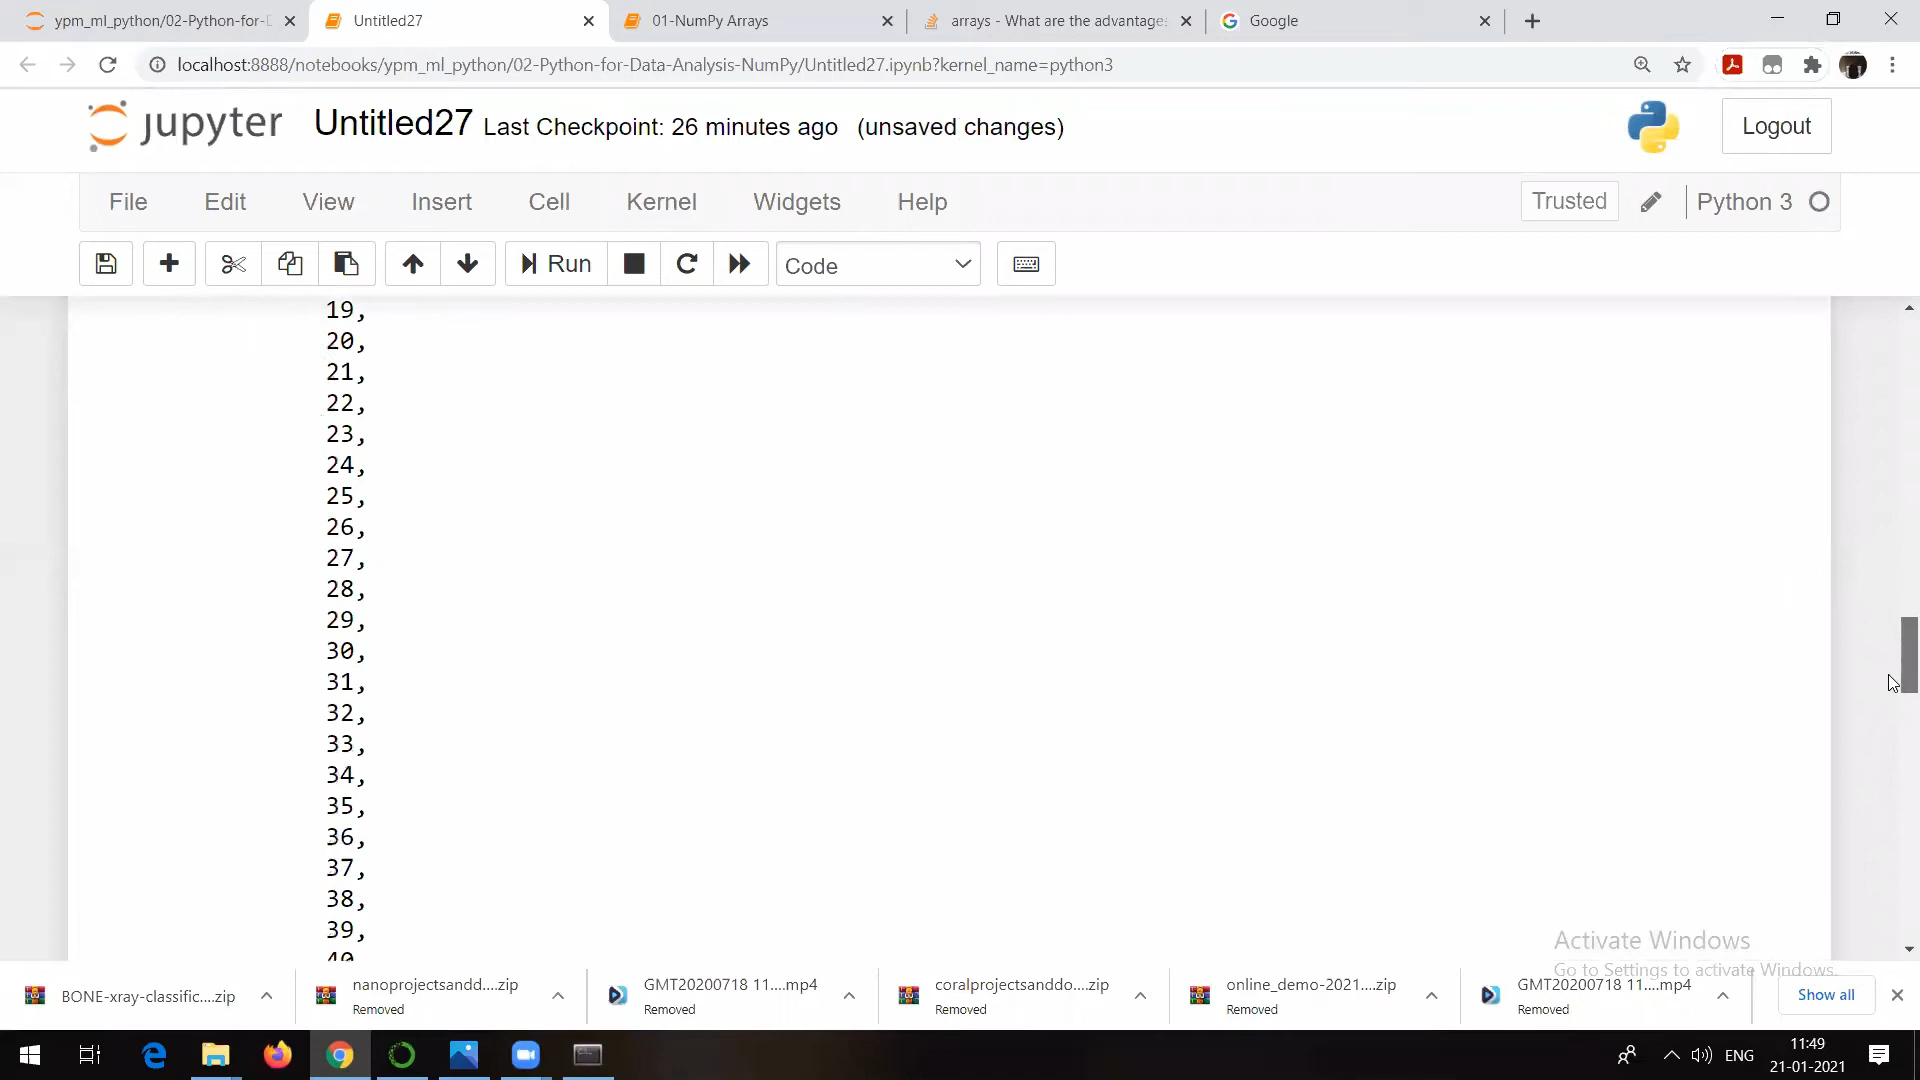 ypm_ml_python/02-Python-for-D
Untitled27
01-NumPy Arrays
arrays - What are the advantages
Google
localhost:8888/notebooks/ypm_ml_python/02-Python-for-Data-Analysis-NumPy/Untitled27.ipynb?kernel_name=python3
jupyter Untitled27 Last Checkpoint: 26 minutes ago (unsaved changes)
Logout
File Edit View Insert Cell Kernel Widgets Help
Trusted
Python 3
Run
Code
19,
20,
21,
22,
23,
24,
25,
26,
27,
28,
29,
30,
31,
32,
33,
34,
35,
36,
37,
38,
39,
40
Activate Windows
Go to Settings to activate Windows.
BONE-xray-classific....zip
nanoprojectsandd....zip
Removed
GMT20200718 11....mp4
Removed
coralprojectsanddo....zip
Removed
online_demo-2021....zip
Removed
GMT20200718 11....mp4
Removed
Show all
ENG
11:49
21-01-2021